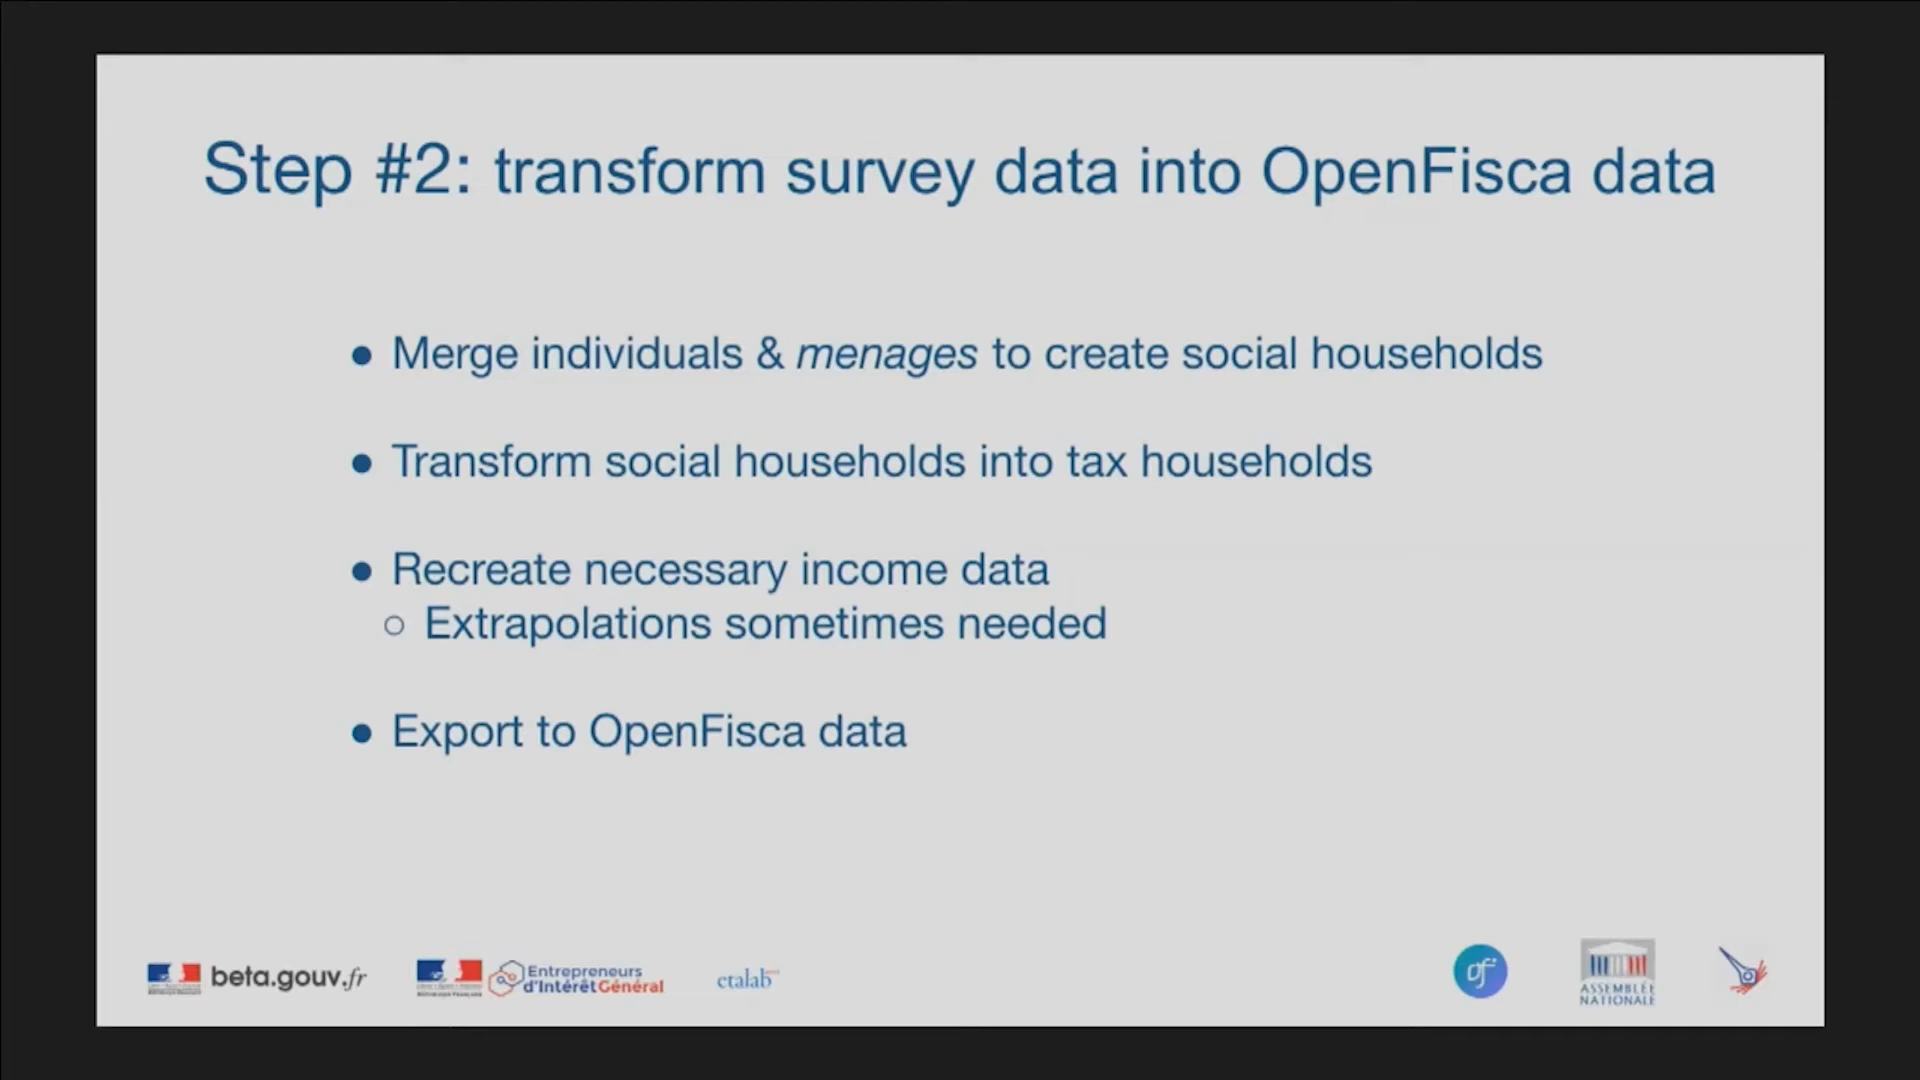 Step #2: transform survey data into OpenFisca data
● Merge individuals & menages to create social households
● Transform social households into tax households
● Recreate necessary income data
○ Extrapolations sometimes needed
● Export to OpenFisca data
beta.gouv.fr
Entrepreneurs
d'IntérêtGénéral
etalab
of
ASSEMBLÉE
NATIONALE